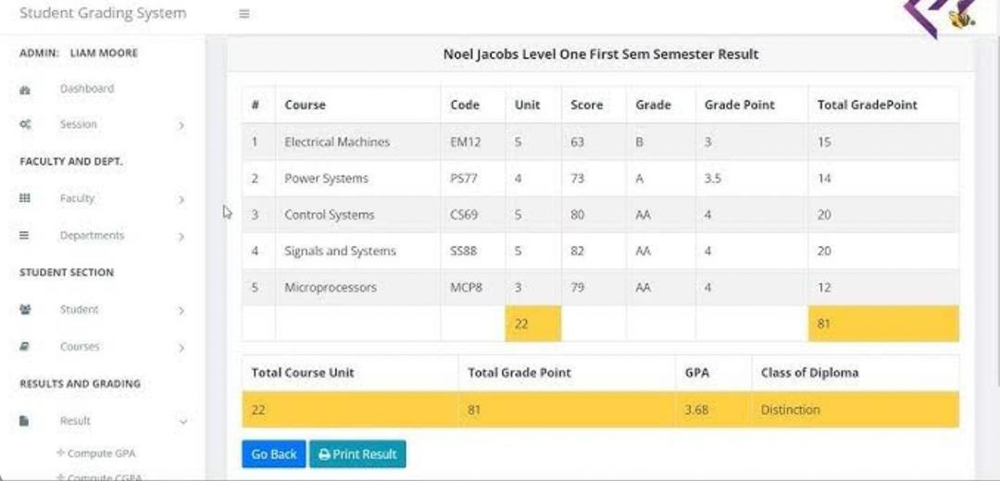 Student Grading System
ADMIN: LIAM MOORE
Dashboard
Session
FACULTY AND DEPT.
Faculty
Departments
STUDENT SECTION
Student
Courses
RESULTS AND GRADING
Result
Compute GPA
Compute CGPA
Noel Jacobs Level One First Sem Semester Result
# Course Code Unit Score Grade Grade Point Total GradePoint
1 Electrical Machines EM12 5 63 B 3 15
2 Power Systems PS77 4 73 A 3.5 14
3 Control Systems CS69 5 80 AA 4 20
4 Signals and Systems SS88 5 82 AA 4 20
5 Microprocessors MCP8 3 79 AA 4 12
22 81
Total Course Unit Total Grade Point GPA Class of Diploma
22 81 3.68 Distinction
Go Back Print Result